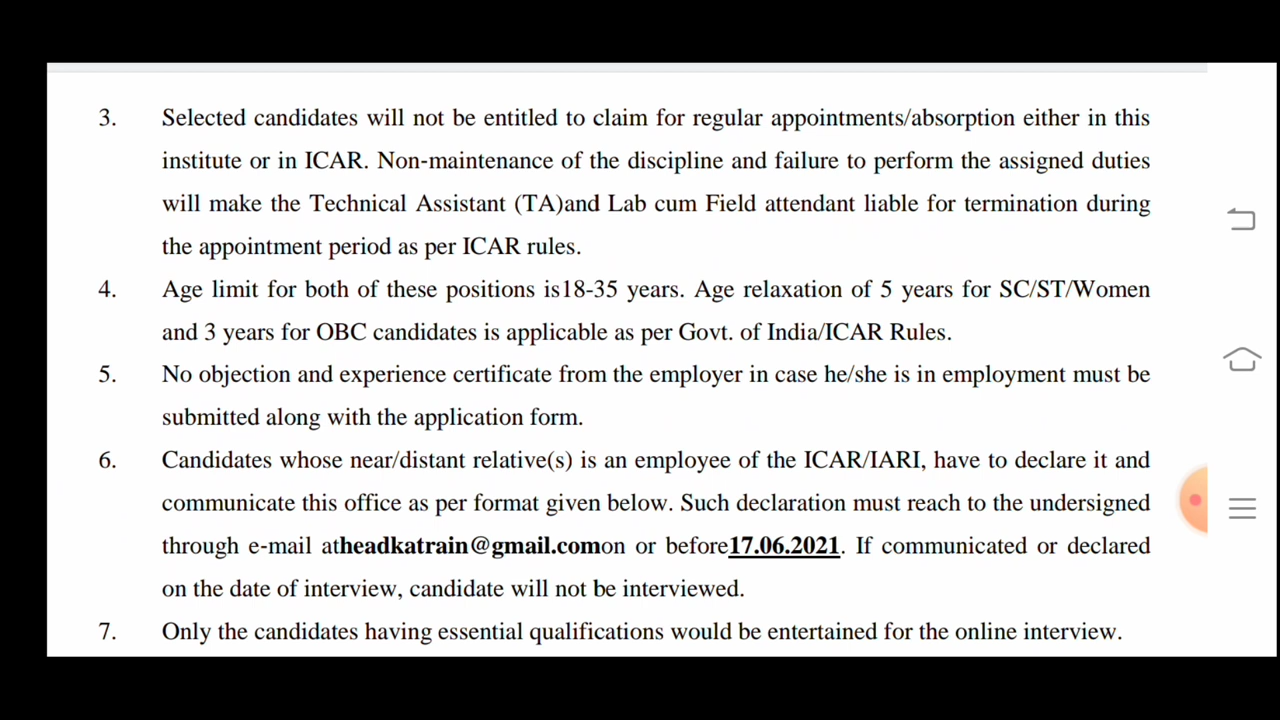 3. Selected candidates will not be entitled to claim for regular appointments/absorption either in this
institute or in ICAR. Non-maintenance of the discipline and failure to perform the assigned duties
will make the Technical Assistant (TA)and Lab cum Field attendant liable for termination during
the appointment period as per ICAR rules.
4. Age limit for both of these positions is18-35 years. Age relaxation of 5 years for SC/ST/Women
and 3 years for OBC candidates is applicable as per Govt. of India/ICAR Rules.
5. No objection and experience certificate from the employer in case he/she is in employment must be
submitted along with the application form.
6. Candidates whose near/distant relative(s) is an employee of the ICAR/IARI, have to declare it and
communicate this office as per format given below. Such declaration must reach to the undersigned
through e-mail atheadkatrain@gmail.comon or before17.06.2021. If communicated or declared
on the date of interview, candidate will not be interviewed.
7. Only the candidates having essential qualifications would be entertained for the online interview.